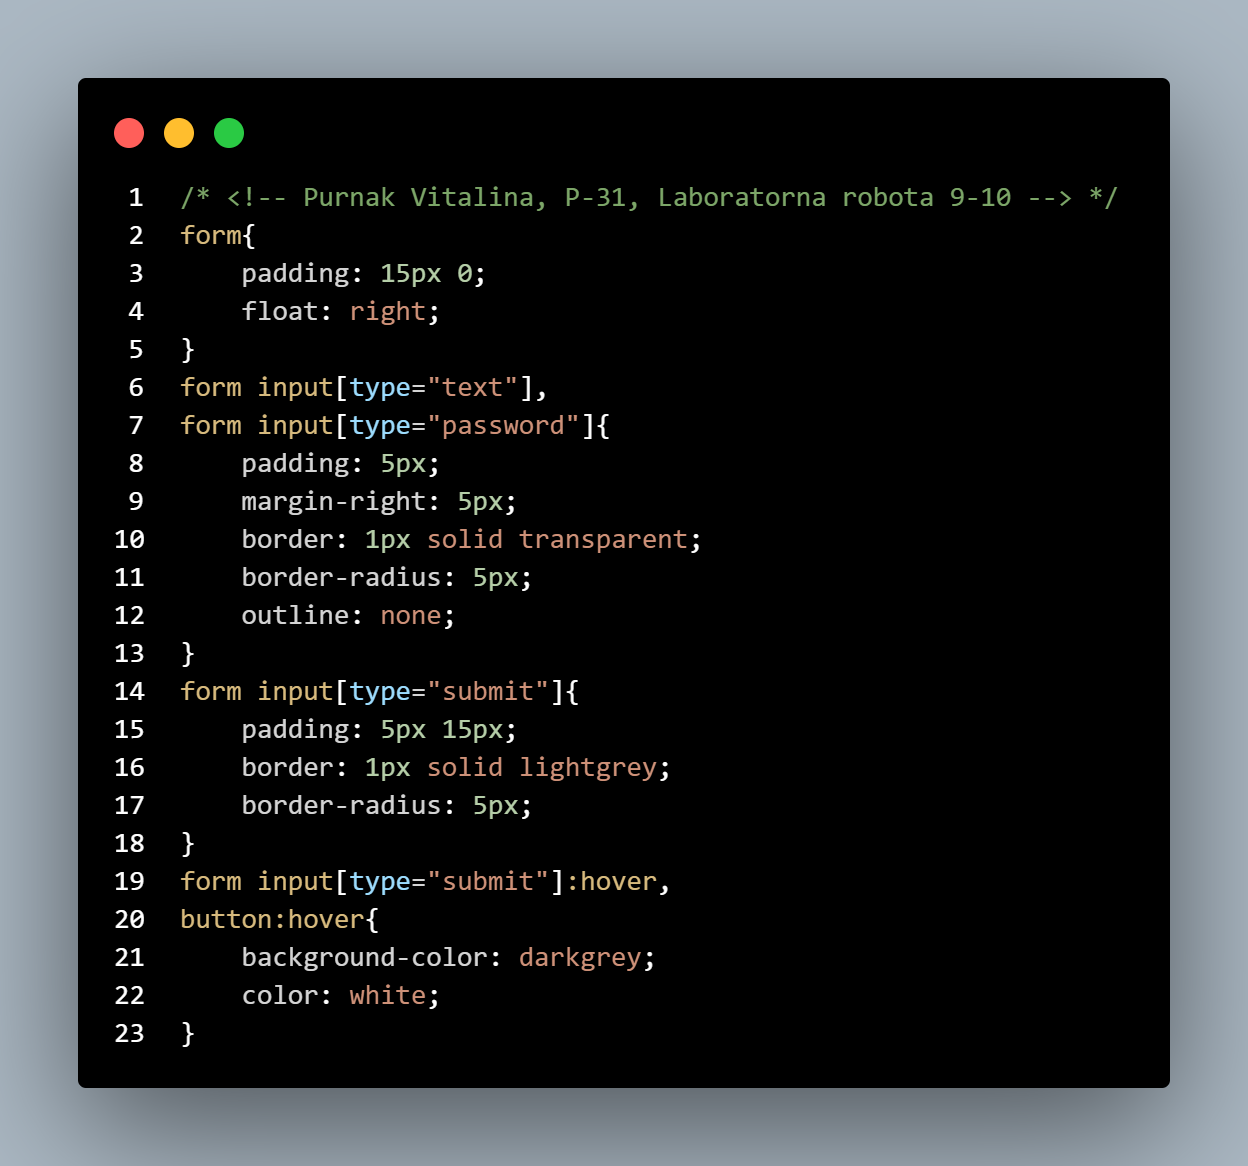 1 /* <!-- Purnak Vitalina, P-31, Laboratorna robota 9-10 --> */
2 form{
3     padding: 15px 0;
4     float: right;
5 }
6 form input[type="text"],
7 form input[type="password"]{
8     padding: 5px;
9     margin-right: 5px;
10     border: 1px solid transparent;
11     border-radius: 5px;
12     outline: none;
13 }
14 form input[type="submit"]{
15     padding: 5px 15px;
16     border: 1px solid lightgrey;
17     border-radius: 5px;
18 }
19 form input[type="submit"]:hover,
20 button:hover{
21     background-color: darkgrey;
22     color: white;
23 }